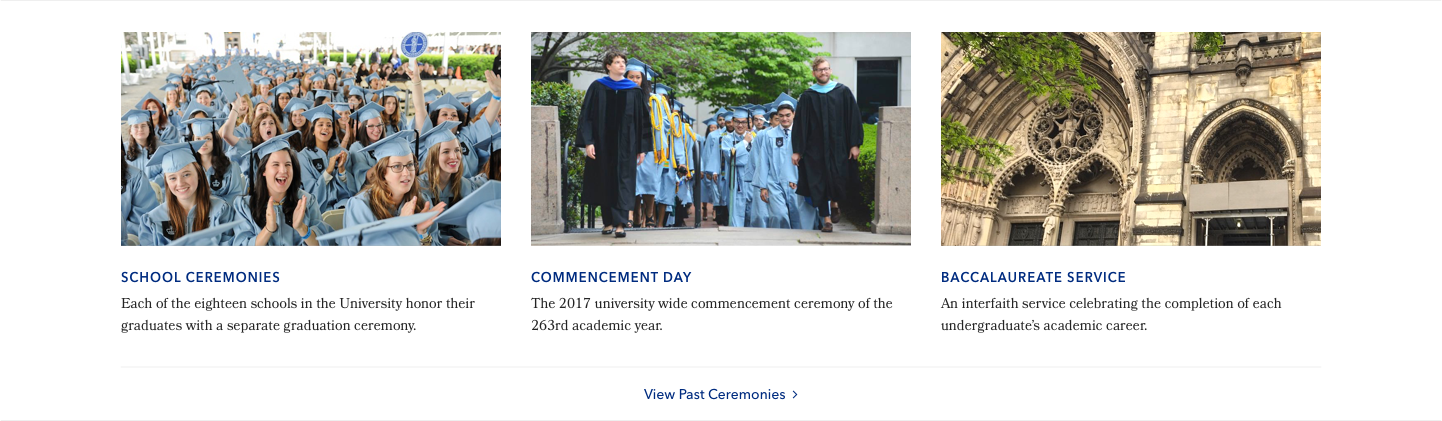 SCHOOL CEREMONIES
Each of the eighteen schools in the University honor their
graduates with a separate graduation ceremony.
COMMENCEMENT DAY
The 2017 university wide commencement ceremony of the
263rd academic year.
BACCALAUREATE SERVICE
An interfaith service celebrating the completion of each
undergraduate’s academic career.
View Past Ceremonies